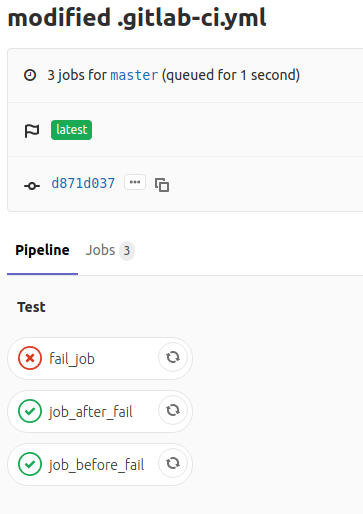 modified .gitlab-ci.yml
3 jobs for master (queued for 1 second)
latest
d871d037 ...
Pipeline Jobs 3
Test
fail_job
job_after_fail
job_before_fail